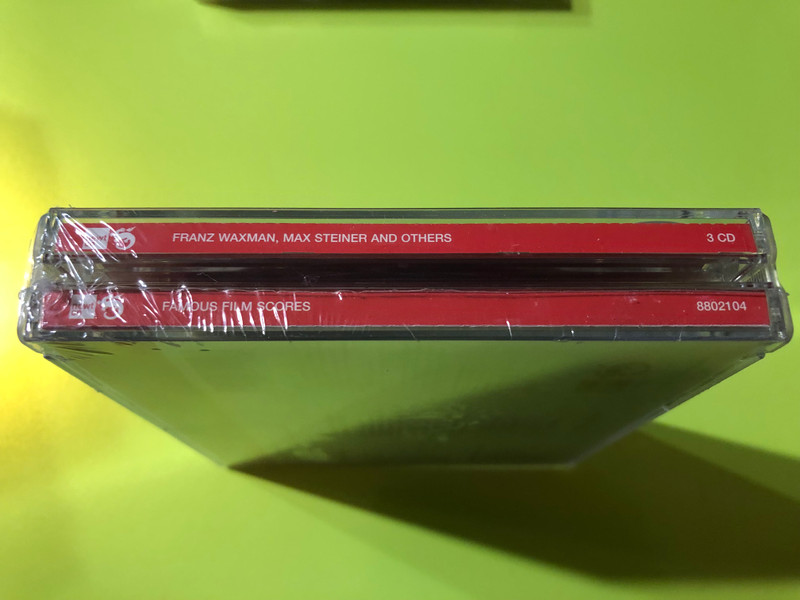 FRANZ WAXMAN, MAX STEINER AND OTHERS 3 CD
FAMOUS FILM SCORES 8802104